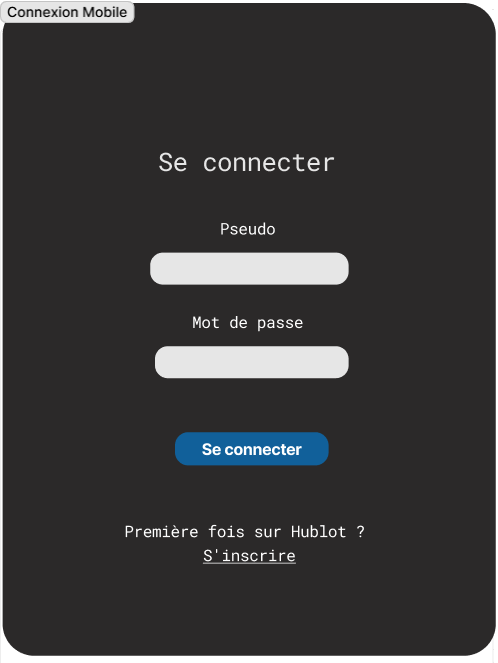 Connexion Mobile
Se connecter
Pseudo
Mot de passe
Se connecter
Première fois sur Hublot ?
S'inscrire